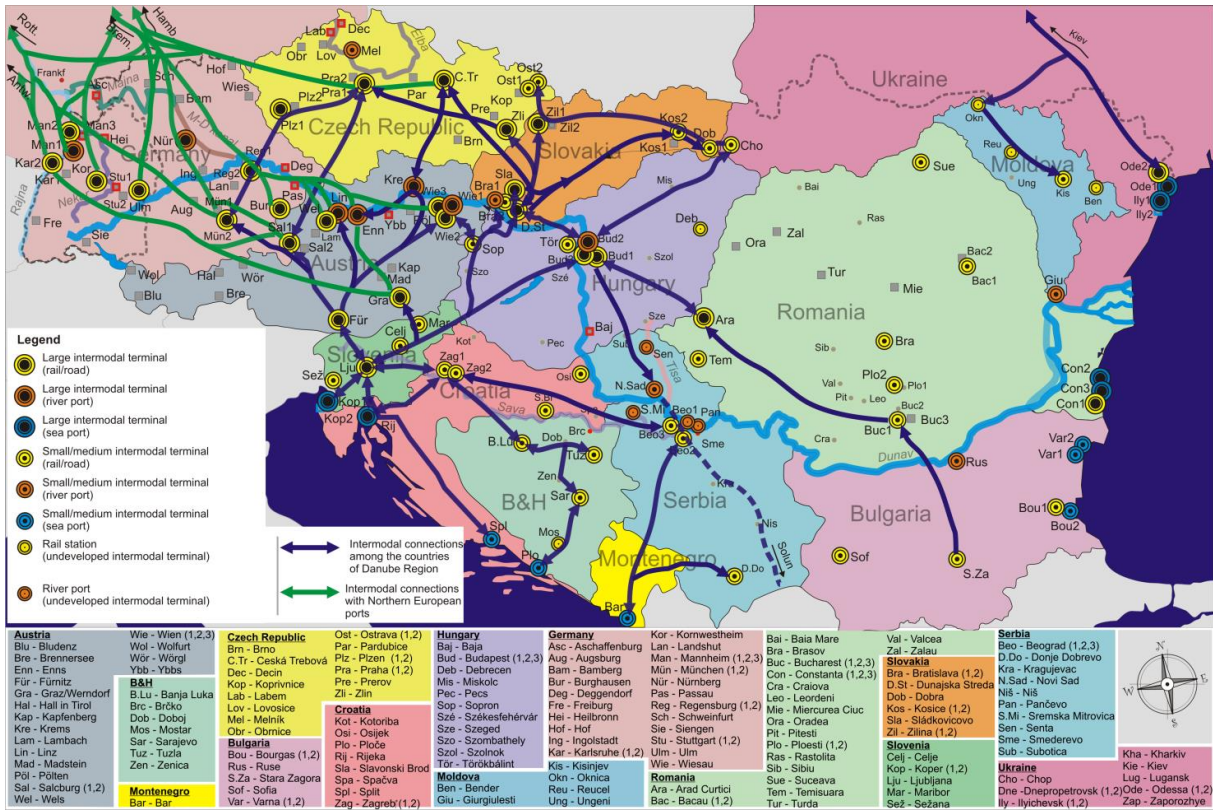 Rott.
Brem.
Hamb
Antw.
Kiev
Frankf
Majna
M-D kanal
Rajna
Elba
Sava
Tisa
Dunav
Solun
Germany
Czech Republic
Slovakia
Ukraine
Moldova
Austria
Hungary
Romania
Slovenia
Croatia
B&H
Serbia
Montenegro
Bulgaria
Asc
Sch
Hof
Wies
Bam
Man2
Man3
Man1
Hei
Nür
Kar2
Kar1
Kor
Stu1
Stu2
Ulm
Ing
Lan
Aug
Reg1
Reg2
Deg
Pas
Bur
Mün1
Mün2
Fre
Sie
Lab
Dec
Obr
Lov
Mel
Pra2
Pra1
Par
C.Tr
Plz2
Plz1
Pre
Kop
Brn
Zli
Ost1
Ost2
Zil1
Zil2
Kos2
Kos1
Dob
Cho
Sla
Bra1
D.St
Kre
Wie3
Wie1
Wie2
Lin
Wel
Enn
Ybb
Lam
Sal1
Sal2
Kap
Mad
Gra
Für
Wol
Blu
Hal
Bre
Wör
Sop
Szo
Szé
Tör
Bud2
Bud1
Mis
Deb
Szol
Sze
Baj
Pec
Kot
Mar
Celj
Lju
Sež
Kop1
Kop2
Rij
Zag1
Zag2
Osi
S.Br
Brc
B.Lu
Dob
Tuz
Zen
Sar
Mos
Spl
Plo
Sub
Sen
N.Sad
S.Mi
Beo1
Pan
Beo3
Beo2
Sme
Kra
Nis
D.Do
Bar
Okn
Reu
Ung
Kis
Ben
Ode2
Ode1
Ily1
Ily2
Giu
Sue
Bai
Ras
Ora
Zal
Tur
Mie
Bac2
Bac1
Ara
Tem
Sib
Bra
Val
Pit
Leo
Plo2
Plo1
Buc2
Buc3
Buc1
Cra
Con2
Con3
Con1
Rus
Var2
Var1
Bou1
Bou2
Sof
S.Za
Legend
Large intermodal terminal
(rail/road)
Large intermodal terminal
(river port)
Large intermodal terminal
(sea port)
Small/medium intermodal terminal
(rail/road)
Small/medium intermodal terminal
(river port)
Small/medium intermodal terminal
(sea port)
Rail station
(undeveloped intermodal terminal)
River port
(undeveloped intermodal terminal)
Intermodal connections
among the countries
of Danube Region
Intermodal connections
with Northern European
ports
Austria
Blu - Bludenz
Bre - Brennersee
Enn - Enns
Für - Fürnitz
Gra - Graz/Werndorf
Hal - Hall in Tirol
Kap - Kapfenberg
Kre - Krems
Lam - Lambach
Lin - Linz
Mad - Madstein
Pöl - Pölten
Sal - Salcburg (1,2)
Wel - Wels
Wie - Wien (1,2,3)
Wol - Wolfurt
Wör - Wörgl
Ybb - Ybbs
B&H
B.Lu - Banja Luka
Brc - Brčko
Dob - Doboj
Mos - Mostar
Sar - Sarajevo
Tuz - Tuzla
Zen - Zenica
Montenegro
Bar - Bar
Czech Republic
Brn - Brno
C.Tr - Ceská Trebová
Dec - Decin
Kop - Koprivnice
Lab - Labem
Lov - Lovosice
Mel - Melník
Obr - Obrnice
Bulgaria
Bou - Bourgas (1,2)
Rus - Ruse
S.Za - Stara Zagora
Sof - Sofia
Var - Varna (1,2)
Ost - Ostrava (1,2)
Par - Pardubice
Plz - Plzen (1,2)
Pra - Praha (1,2)
Pre - Prerov
Zli - Zlin
Croatia
Kot - Kotoriba
Osi - Osijek
Plo - Ploče
Rij - Rijeka
Sla - Slavonski Brod
Spa - Spačva
Spl - Split
Zag - Zagreb (1,2)
Hungary
Baj - Baja
Bud - Budapest (1,2,3)
Deb - Debrecen
Mis - Miskolc
Pec - Pecs
Sop - Sopron
Szé - Székesfehérvár
Sze - Szeged
Szo - Szombathely
Szol - Szolnok
Tör - Törökbálint
Moldova
Ben - Bender
Giu - Giurgiulesti
Germany
Asc - Aschaffenburg
Aug - Augsburg
Bam - Bamberg
Bur - Burghausen
Deg - Deggendorf
Fre - Freiburg
Hei - Heilbronn
Hof - Hof
Ing - Ingolstadt
Kar - Karlsruhe (1,2)
Kis - Kisinjev
Okn - Oknica
Reu - Reucel
Un - Ungeni
Kor - Kornwestheim
Lan - Landshut
Man - Mannheim (1,2,3)
Mün - München (1,2)
Nür - Nürnberg
Pas - Passau
Reg - Regensburg (1,2)
Sch - Schweinfurt
Sie - Siengen
Stu - Stuttgart (1,2)
Ulm - Ulm
Wie - Wiesau
Romania
Ara - Arad Curtici
Bac - Bacau (1,2)
Bai - Baia Mare
Bra - Brasov
Buc - Bucharest (1,2,3)
Con - Constanta (1,2,3)
Cra - Craiova
Leo - Leordeni
Mie - Miercurea Ciuc
Ora - Oradea
Pit - Pitesti
Plo - Ploesti (1,2)
Ras - Rastolita
Sib - Sibiu
Sue - Suceava
Tem - Temisuara
Tur - Turda
Val - Valcea
Zal - Zalau
Slovakia
Bra - Bratislava (1,2)
D.St - Dunajska Streda
Dob - Dobra
Kos - Kosice (1,2)
Sla - Sládkovicovo
Zil - Zilina (1,2)
Slovenia
Celj - Celje
Kop - Koper (1,2)
Lju - Ljubljana
Mar - Maribor
Sež - Sežana
Serbia
Beo - Beograd (1,2,3)
D.Do - Donje Dobrevo
Kra - Kragujevac
N.Sad - Novi Sad
Niš - Niš
Pan - Pančevo
S.Mi - Sremska Mitrovica
Sen - Senta
Sme - Smederevo
Sub - Subotica
Ukraine
Cho - Chop
Dne -Dnepropetrovsk (1,2)
Ily - Ilyichevsk (1,2)
Kha - Kharkiv
Kie - Kiev
Lug - Lugansk
Ode - Odessa (1,2)
Zap - Zaporozhye
N
E
S
W